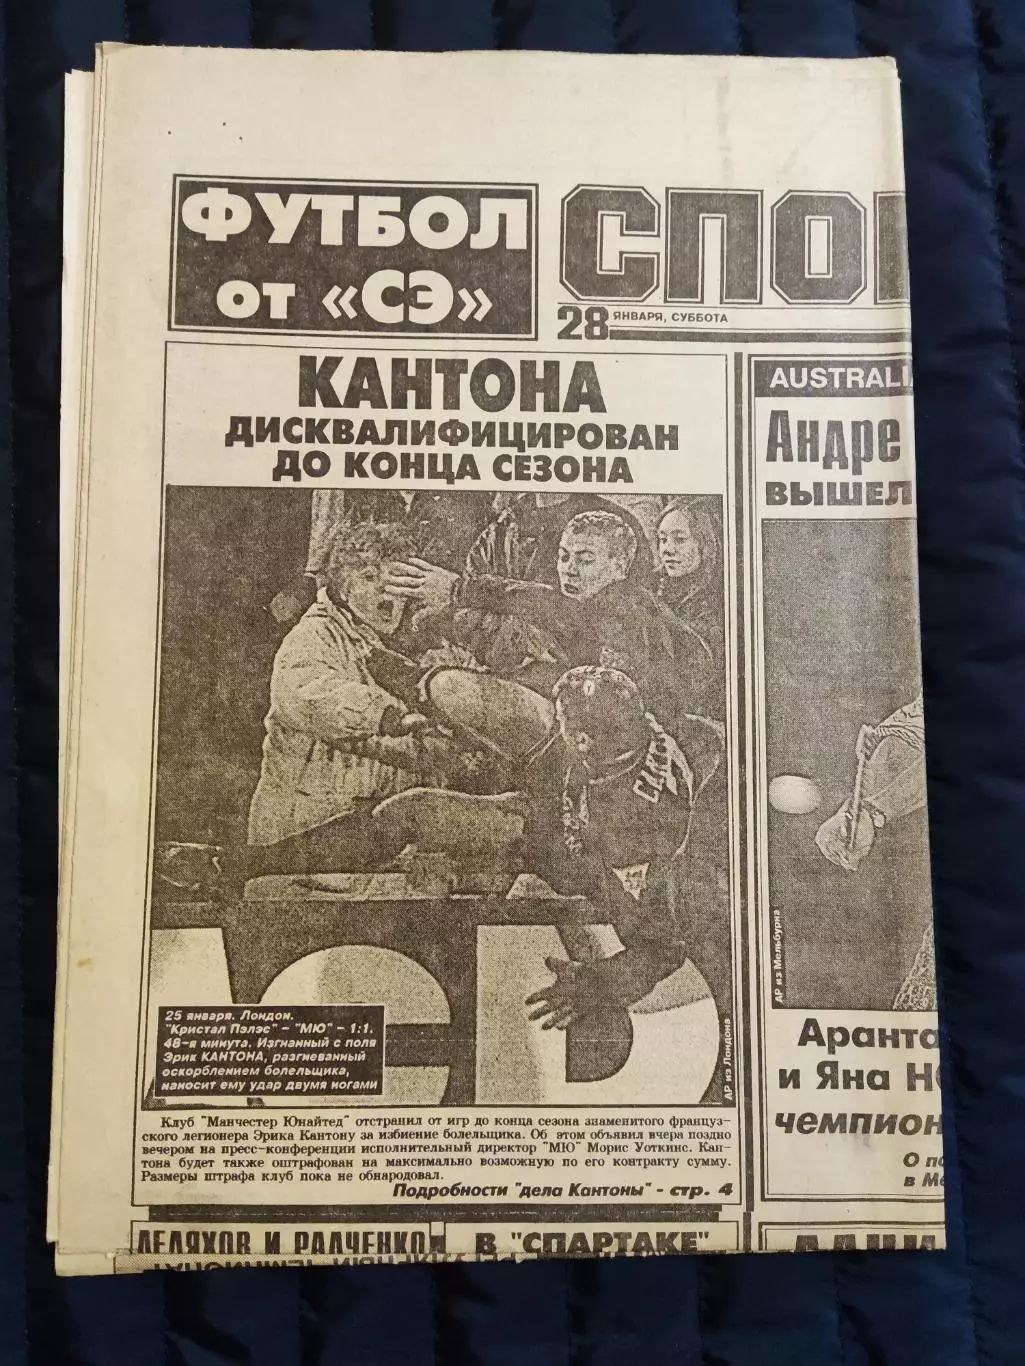 ФУТБОЛ
от «СЭ»
СПО
28 ЯНВАРЯ, СУББОТА
КАНТОНА
ДИСКВАЛИФИЦИРОВАН
ДО КОНЦА СЕЗОНА
25 января. Лондон.
"Кристал Пэлэс" – "МЮ" – 1:1.
48-я минута. Изгнанный с поля
Эрик КАНТОНА, разгневанный
оскорблением болельщика,
наносит ему удар двумя ногами
АР из Лондона
Клуб "Манчестер Юнайтед" отстранил от игр до конца сезона знаменитого француз-
ского легионера Эрика Кантону за избиение болельщика. Об этом объявил вчера поздно
вечером на пресс-конференции исполнительный директор "МЮ" Морис Уоткинс. Кан-
тона будет также оштрафован на максимально возможную по его контракту сумму.
Размеры штрафа клуб пока не обнародовал.
Подробности "дела Кантоны" - стр. 4
AUSTRALI
Андре
ВЫШЕЛ
АР из Мельбурна
Аранта
и Яна Но
чемпион
О по
в Ме
ЛЕДЯХОВ И РАДЧЕНКО
В "СПАРТАКЕ"